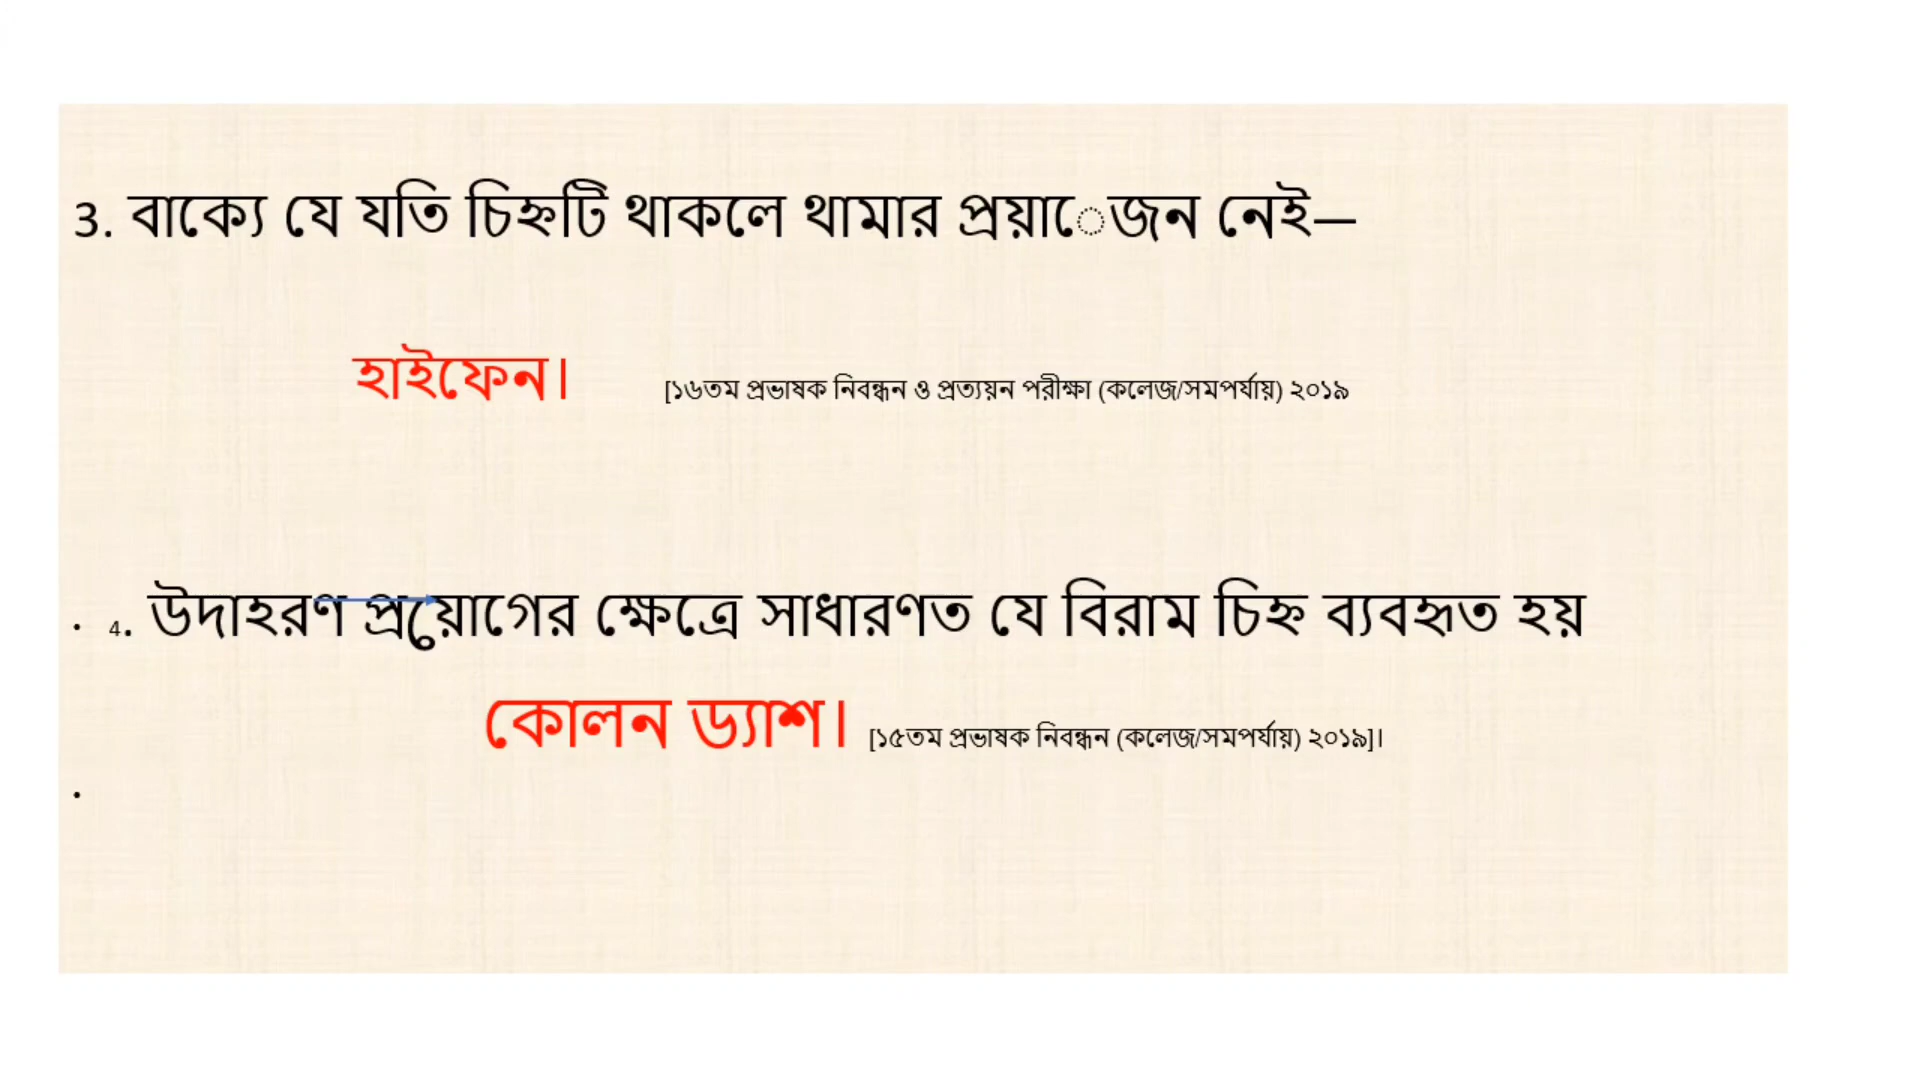 3. বাক্যে যে যতি চিহ্নটি থাকলে থামার প্রয়ােেজন নেই—
হাইফেন। [১৬তম প্রভাষক নিবন্ধন ও প্রত্যয়ন পরীক্ষা (কলেজ/সমপর্যায়) ২০১৯
• 4. উদাহরণ প্রয়োগের ক্ষেত্রে সাধারণত যে বিরাম চিহ্ন ব্যবহৃত হয়
কোলন ড্যাশ। [১৫তম প্রভাষক নিবন্ধন (কলেজ/সমপর্যায়) ২০১৯]।
•